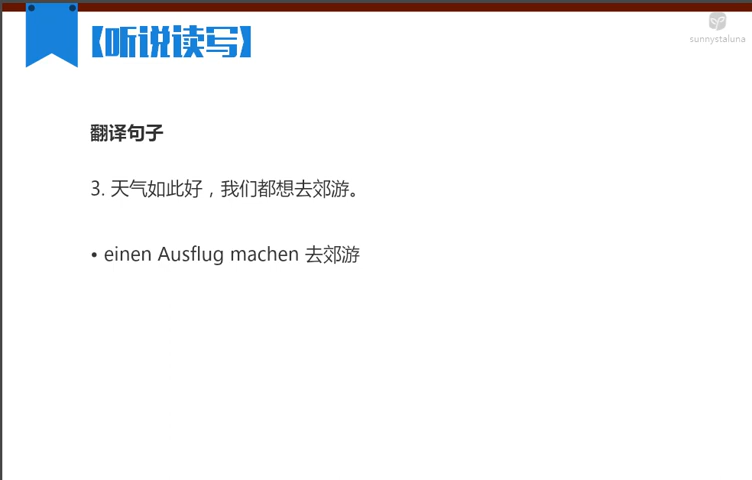 sunnystaluna
【听说读写】
翻译句子
3. 天气如此好，我们都想去郊游。
• einen Ausflug machen 去郊游